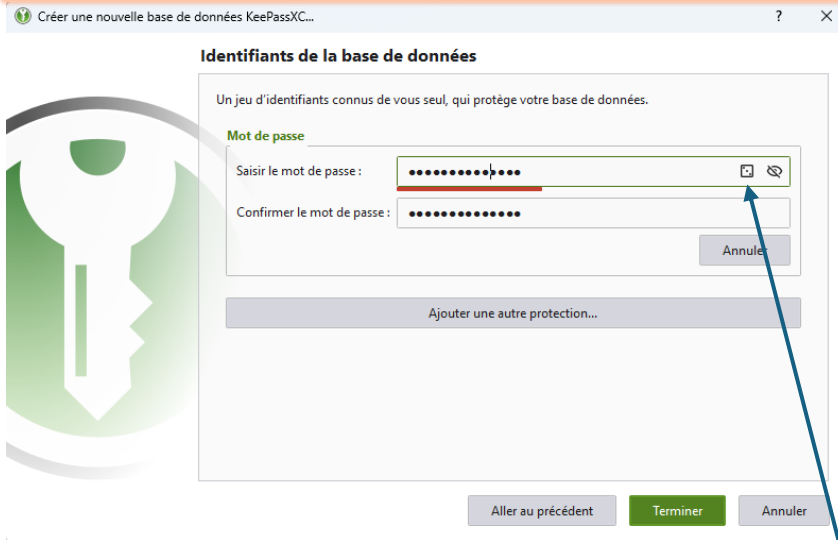 Créer une nouvelle base de données KeePassXC...
?
Identifiants de la base de données
Un jeu d'identifiants connus de vous seul, qui protège votre base de données.
Mot de passe
Saisir le mot de passe : ●●●●●●●●●●●●●●
Confirmer le mot de passe : ●●●●●●●●●●●●●●
Annuler
Ajouter une autre protection...
Aller au précédent Terminer Annuler